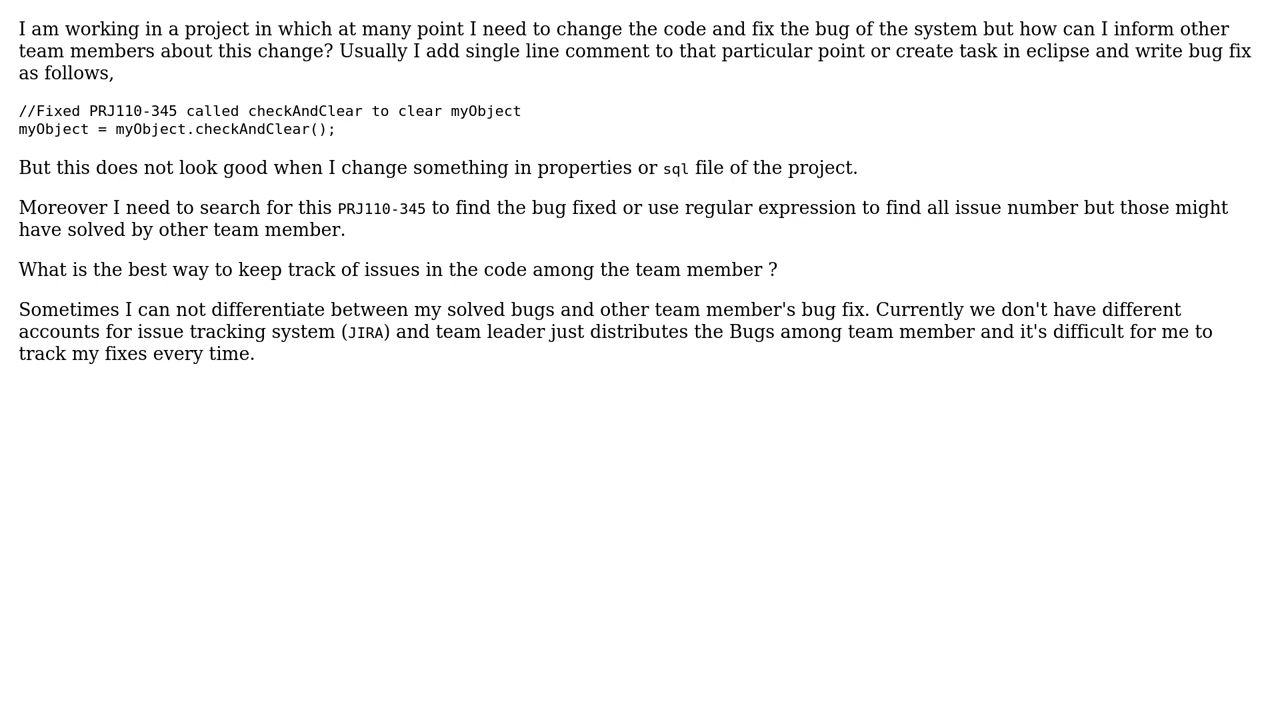 I am working in a project in which at many point I need to change the code and fix the bug of the system but how can I inform other
team members about this change? Usually I add single line comment to that particular point or create task in eclipse and write bug fix
as follows,
//Fixed PRJ110-345 called checkAndClear to clear myObject
myObject = myObject.checkAndClear();
But this does not look good when I change something in properties or sql file of the project.
Moreover I need to search for this PRJ110-345 to find the bug fixed or use regular expression to find all issue number but those might
have solved by other team member.
What is the best way to keep track of issues in the code among the team member ?
Sometimes I can not differentiate between my solved bugs and other team member's bug fix. Currently we don't have different
accounts for issue tracking system (JIRA) and team leader just distributes the Bugs among team member and it's difficult for me to
track my fixes every time.